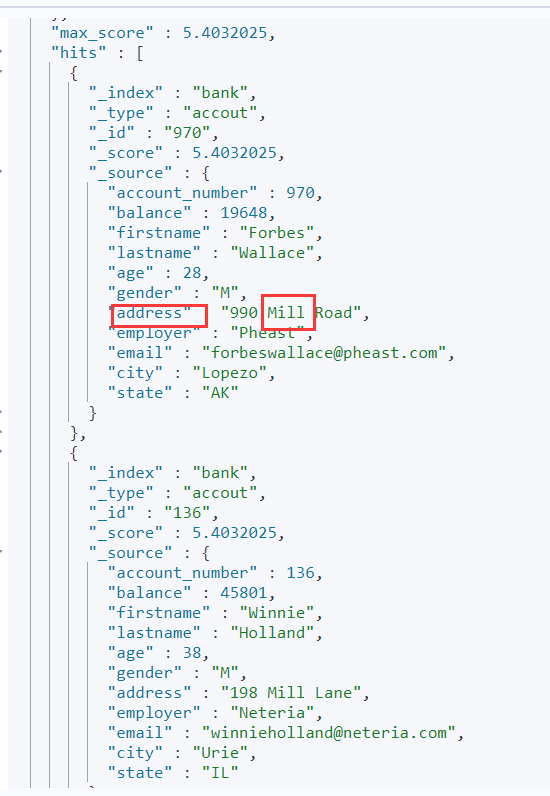 "max_score" : 5.4032025,
"hits" : [
{
"_index" : "bank",
"_type" : "accout",
"_id" : "970",
"_score" : 5.4032025,
"_source" : {
"account_number" : 970,
"balance" : 19648,
"firstname" : "Forbes",
"lastname" : "Wallace",
"age" : 28,
"gender" : "M",
"address" "990 Mill Road",
"employer" : "Pheast",
"email" : "forbeswallace@pheast.com",
"city" : "Lopezo",
"state" : "AK"
}
},
{
"_index" : "bank",
"_type" : "accout",
"_id" : "136",
"_score" : 5.4032025,
"_source" : {
"account_number" : 136,
"balance" : 45801,
"firstname" : "Winnie",
"lastname" : "Holland",
"age" : 38,
"gender" : "M",
"address" : "198 Mill Lane",
"employer" : "Neteria",
"email" : "winnieholland@neteria.com",
"city" : "Urie",
"state" : "IL"